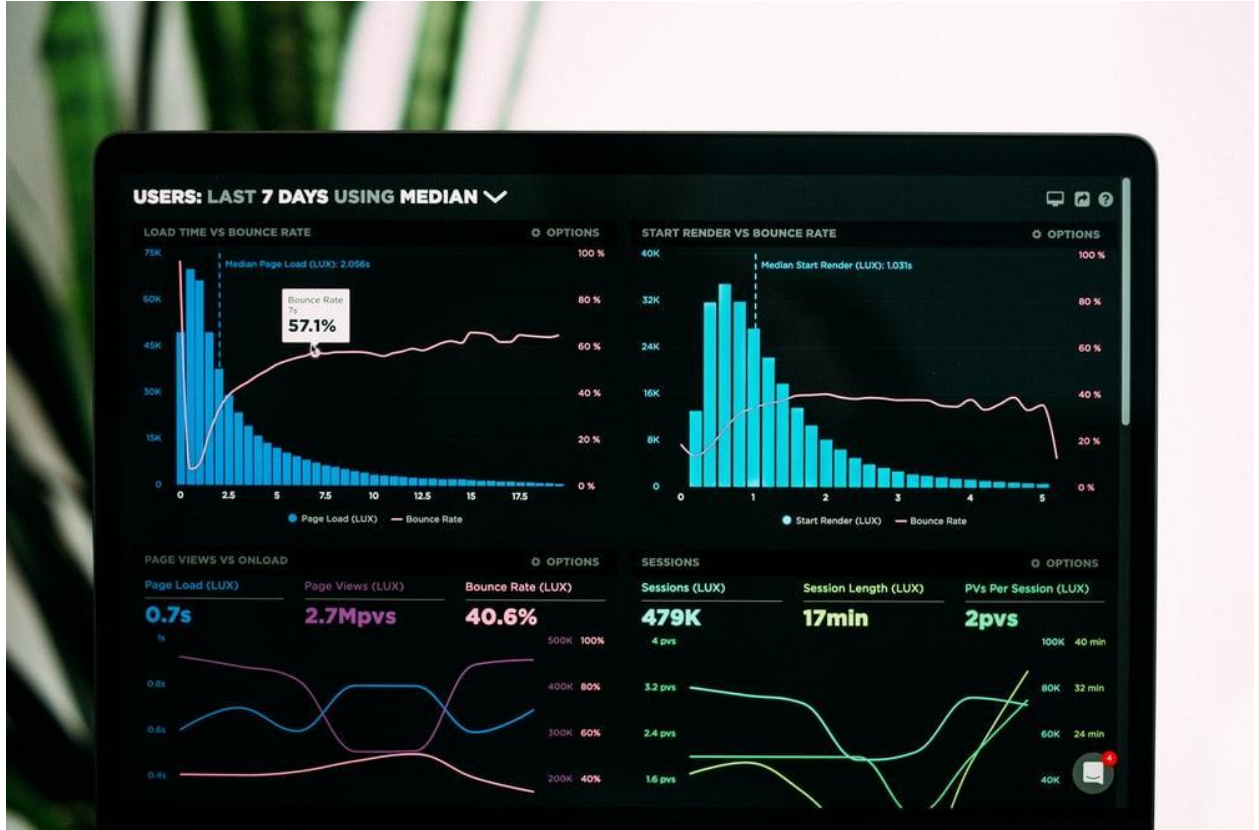 USERS: LAST 7 DAYS USING MEDIAN
LOAD TIME VS BOUNCE RATE
OPTIONS
75K
60K
45K
30K
15K
0
Median Page Load (LUX): 2.056s
Bounce Rate
7s
57.1%
100 %
80 %
60 %
40 %
20 %
0 %
0 2.5 5 7.5 10 12.5 15 17.5
Page Load (LUX) Bounce Rate
START RENDER VS BOUNCE RATE
OPTIONS
40K
32K
24K
16K
8K
0
Median Start Render (LUX): 1.031s
100 %
80 %
60 %
40 %
20 %
0 %
0 1 2 3 4 5
Start Render (LUX) Bounce Rate
PAGE VIEWS VS ONLOAD
OPTIONS
Page Load (LUX) Page Views (LUX) Bounce Rate (LUX)
0.7s 2.7Mpvs 40.6%
1s 500K 100%
0.8s 400K 80%
0.6s 300K 60%
0.4s 200K 40%
SESSIONS
OPTIONS
Sessions (LUX) Session Length (LUX) PVs Per Session (LUX)
479K 17min 2pvs
4 pvs 100K 40 min
3.2 pvs 80K 32 min
2.4 pvs 60K 24 min
1.6 pvs 40K
4